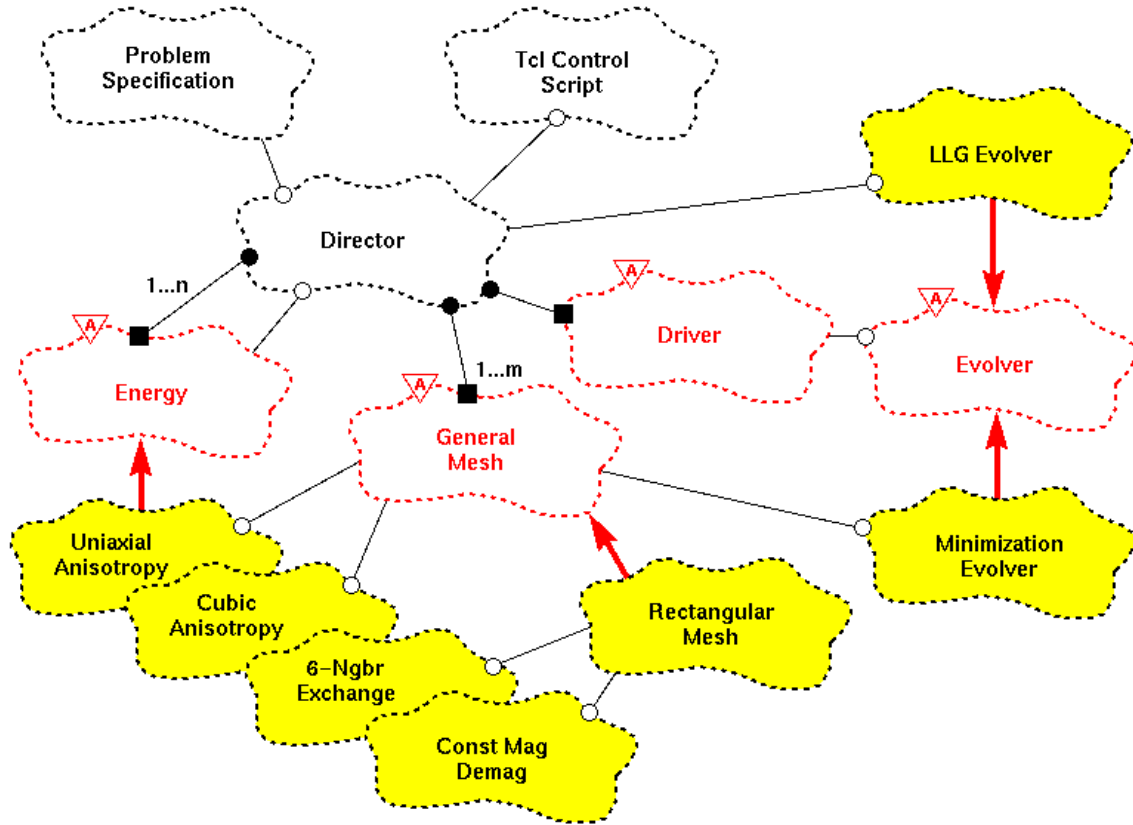 Problem
Specification
Tcl Control
Script
LLG Evolver
Director
1...n
A
A
A
Driver
Evolver
Energy
1...m
A
General
Mesh
Uniaxial
Anisotropy
Minimization
Evolver
Cubic
Anisotropy
Rectangular
Mesh
6-Ngbr
Exchange
Const Mag
Demag